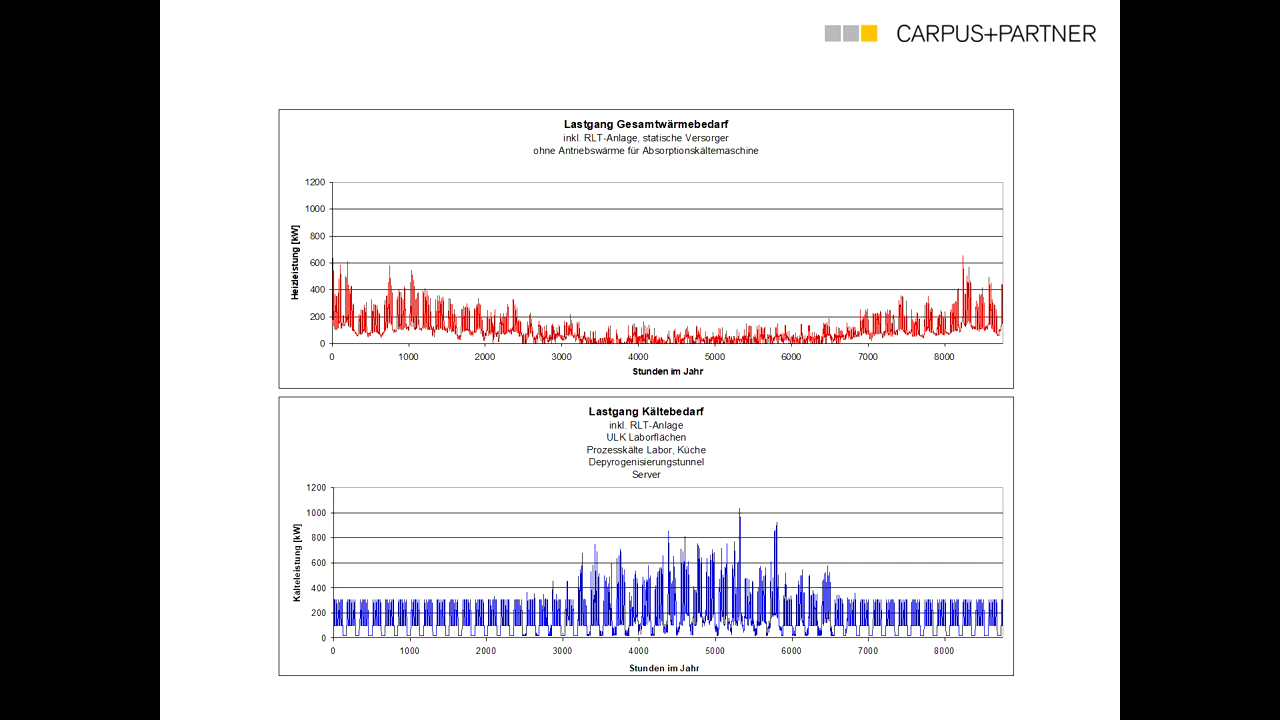 CARPUS+PARTNER
Lastgang Gesamtwärmebedarf
inkl. RLT-Anlage, statische Versorger
ohne Antriebswärme für Absorptionskältemaschine
1200
1000
800
600
400
200
0
Heizleistung [kW]
0 1000 2000 3000 4000 5000 6000 7000 8000
Stunden im Jahr
Lastgang Kältebedarf
inkl. RLT-Anlage
ULK Laborflächen
Prozesskälte Labor, Küche
Depyrogenisierungstunnel
Server
1200
1000
800
600
400
200
0
Kälteleistung [kW]
0 1000 2000 3000 4000 5000 6000 7000 8000
Stunden im Jahr